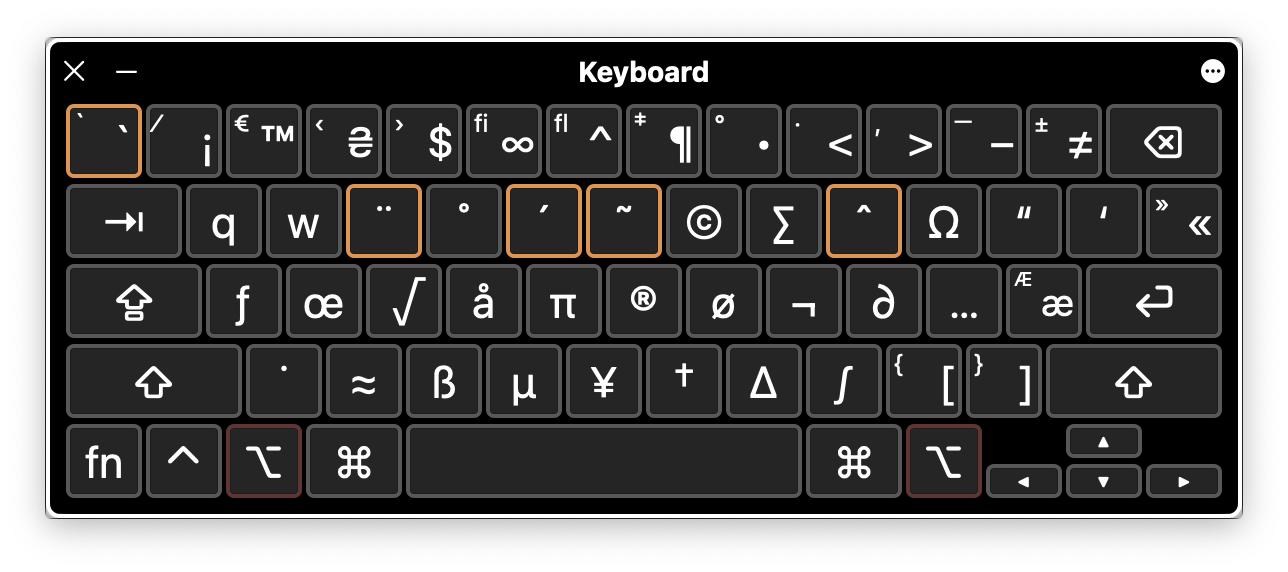 Keyboard
` ` ⁄ ¡ € ™ ‹ ₴ › $ ﬁ ∞ ﬂ ^ ‡ ¶ ° • · < ′ > — – ± ≠
q w ¨ ˚ ´ ˜ © ∑ ˆ Ω “ ‘ » «
ƒ œ √ å π ® ø ¬ ∂ … Æ æ
˙ ≈ ß µ ¥ † ∆ ∫ { [ } ]
fn ^ ⌥ ⌘ ⌘ ⌥